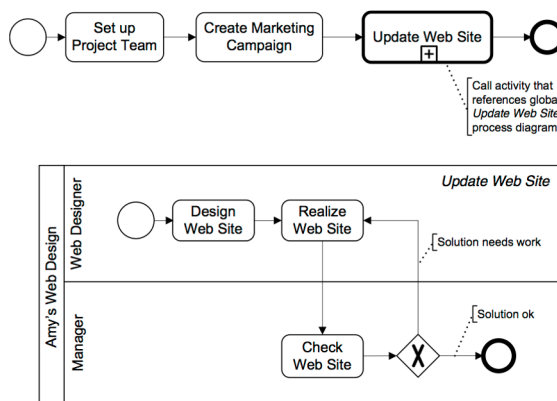 Set up
Project Team
Create Marketing
Campaign
Update Web Site
Call activity that
references globa
Update Web Site
process diagram
Amy's Web Design
Web Designer
Update Web Site
Design
Web Site
Realize
Web Site
Solution needs work
Manager
Check
Web Site
X
Solution ok